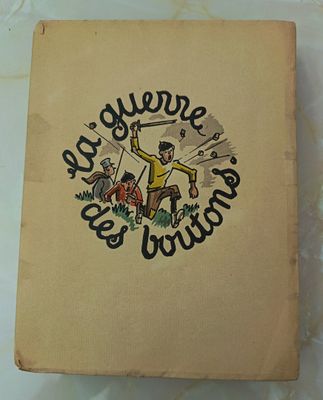 la guerre
des boutons